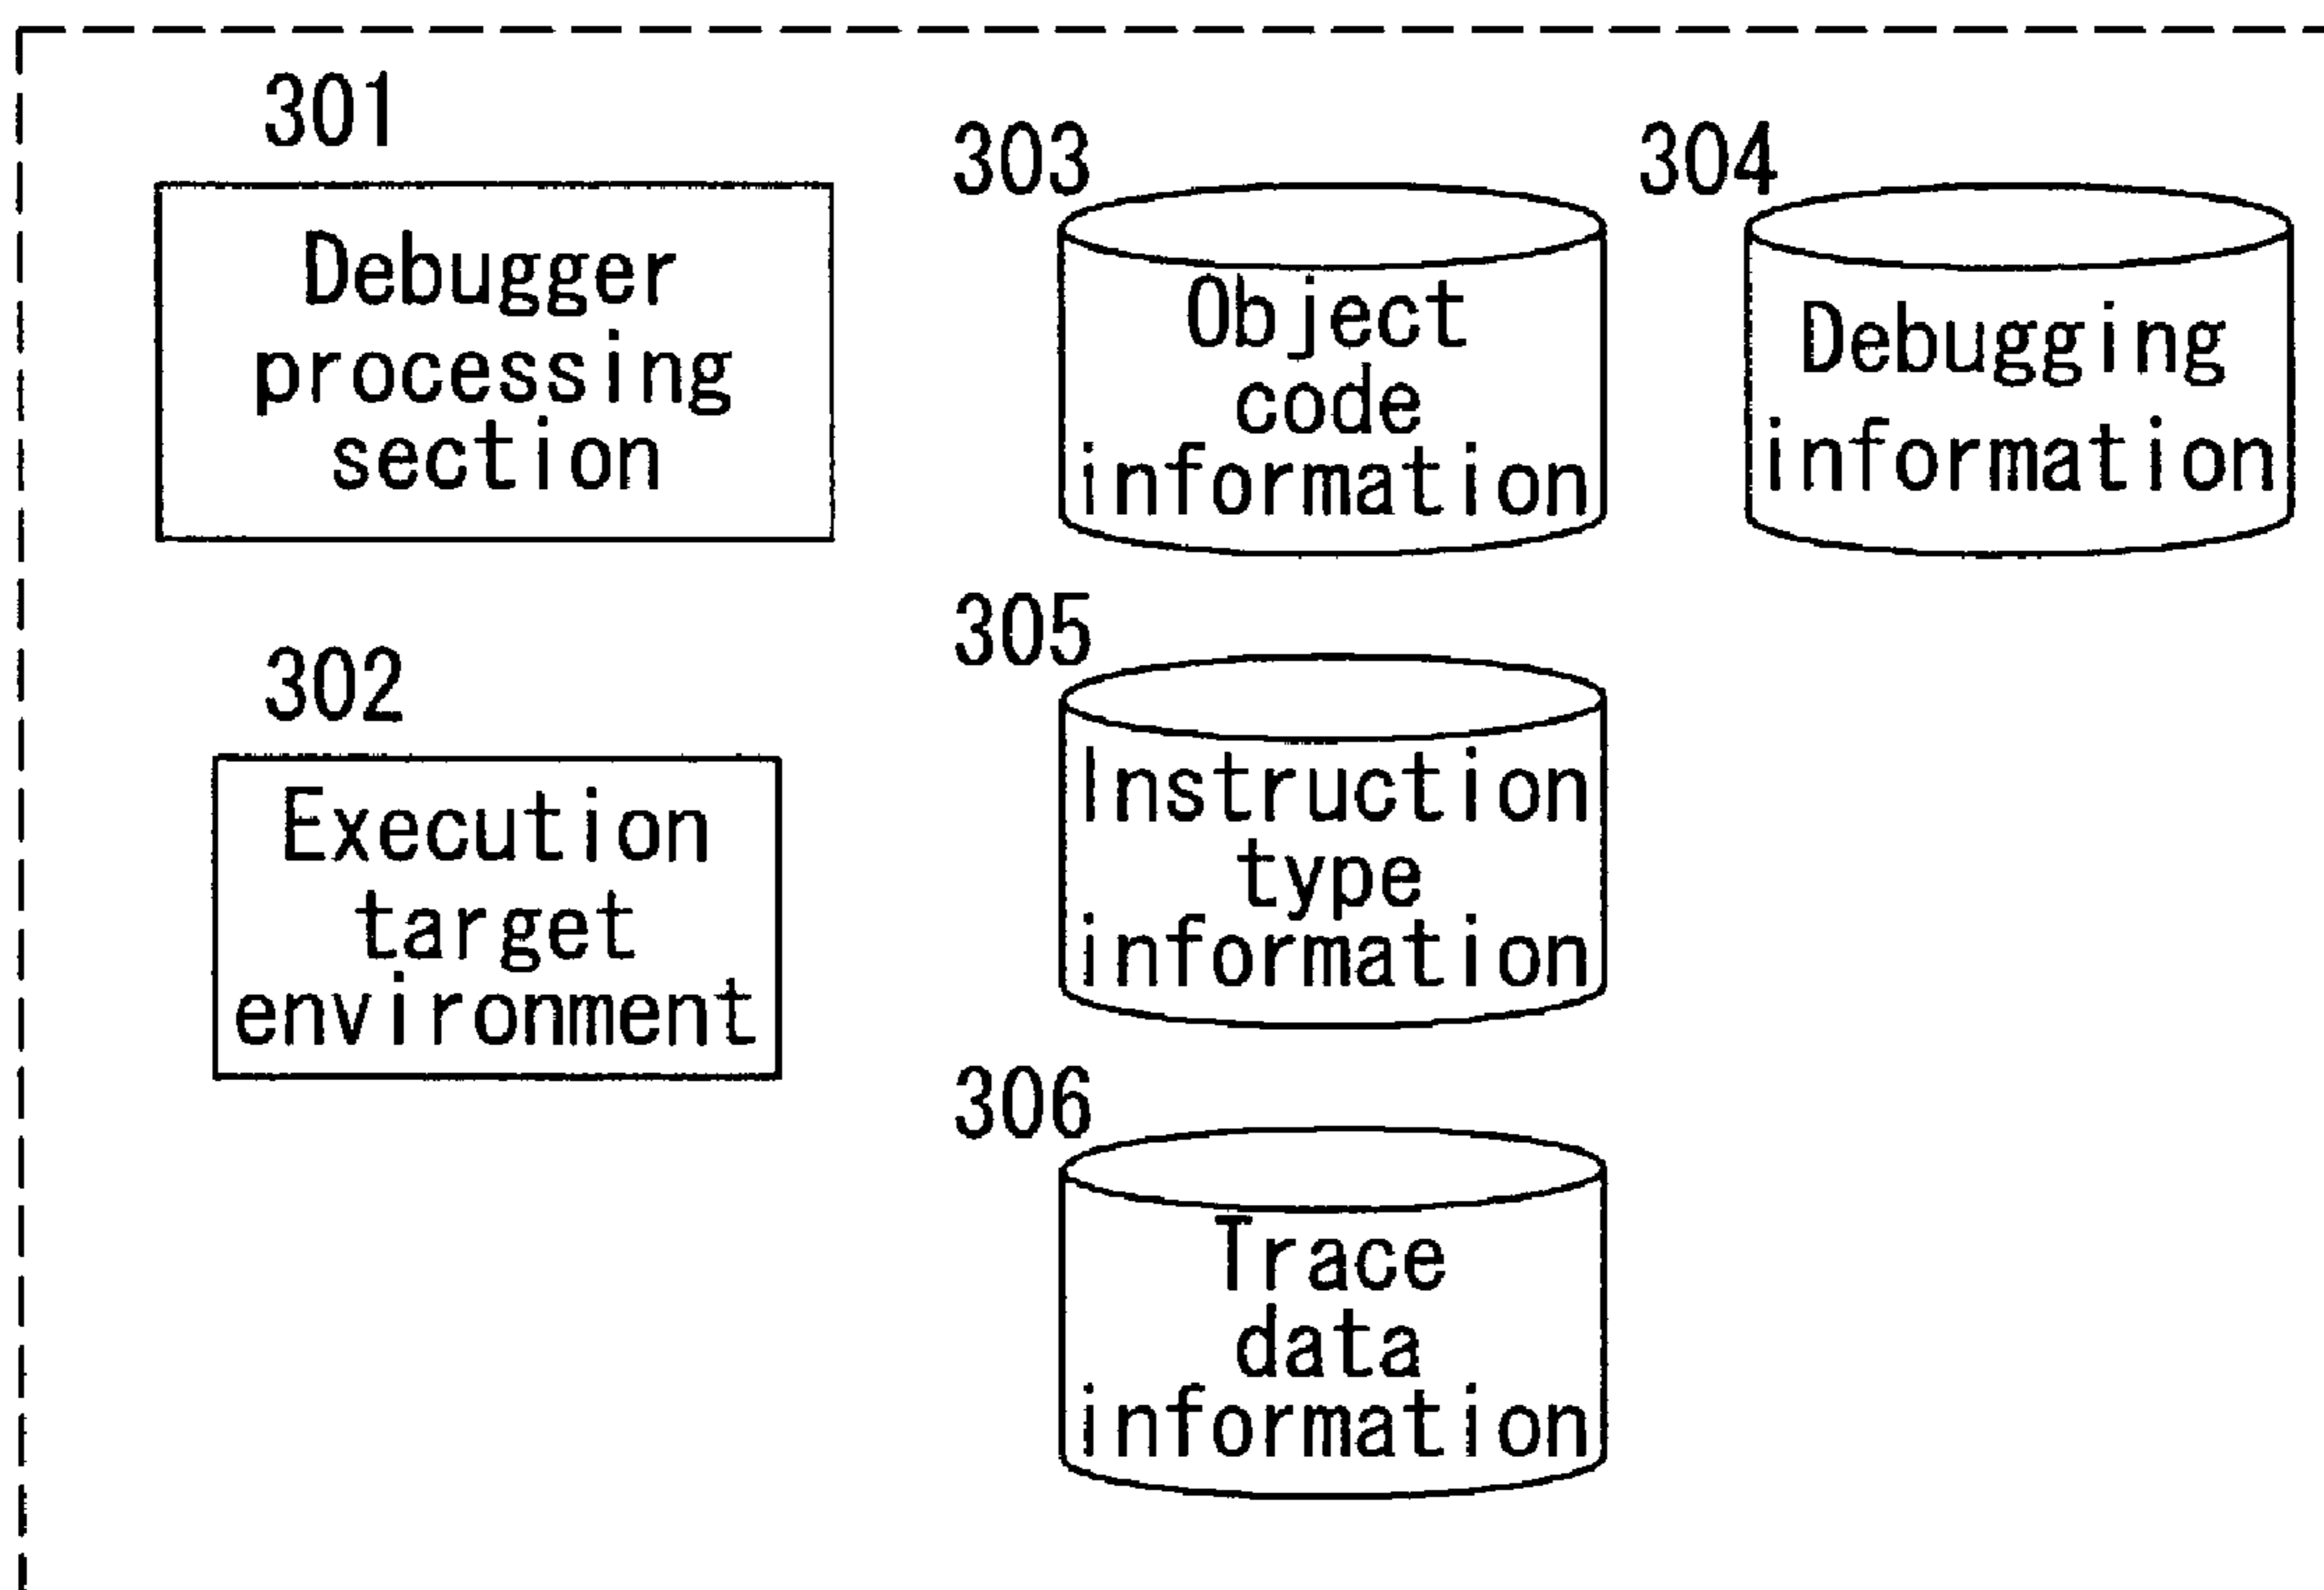 301
Debugger
processing
section
303
Object
code
information
304
Debugging
information
302
Execution
target
environment
305
Instruction
type
information
306
Trace
data
information